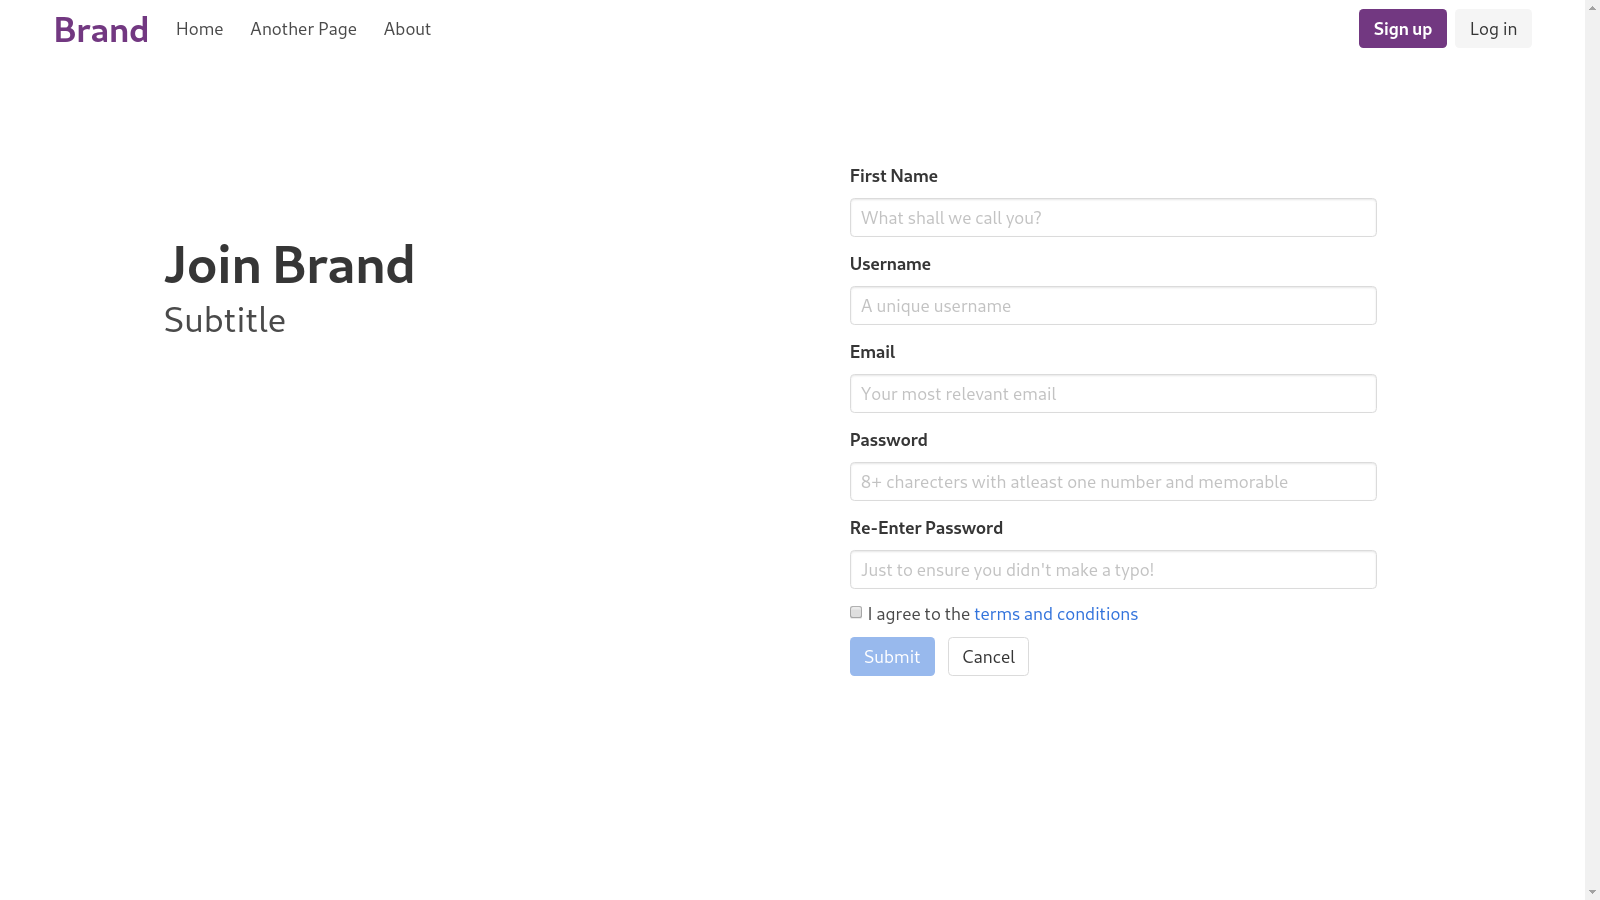 Brand Home Another Page About Sign up Log in
Join Brand
Subtitle
First Name
What shall we call you?
Username
A unique username
Email
Your most relevant email
Password
8+ charecters with atleast one number and memorable
Re-Enter Password
Just to ensure you didn't make a typo!
I agree to the terms and conditions
Submit Cancel